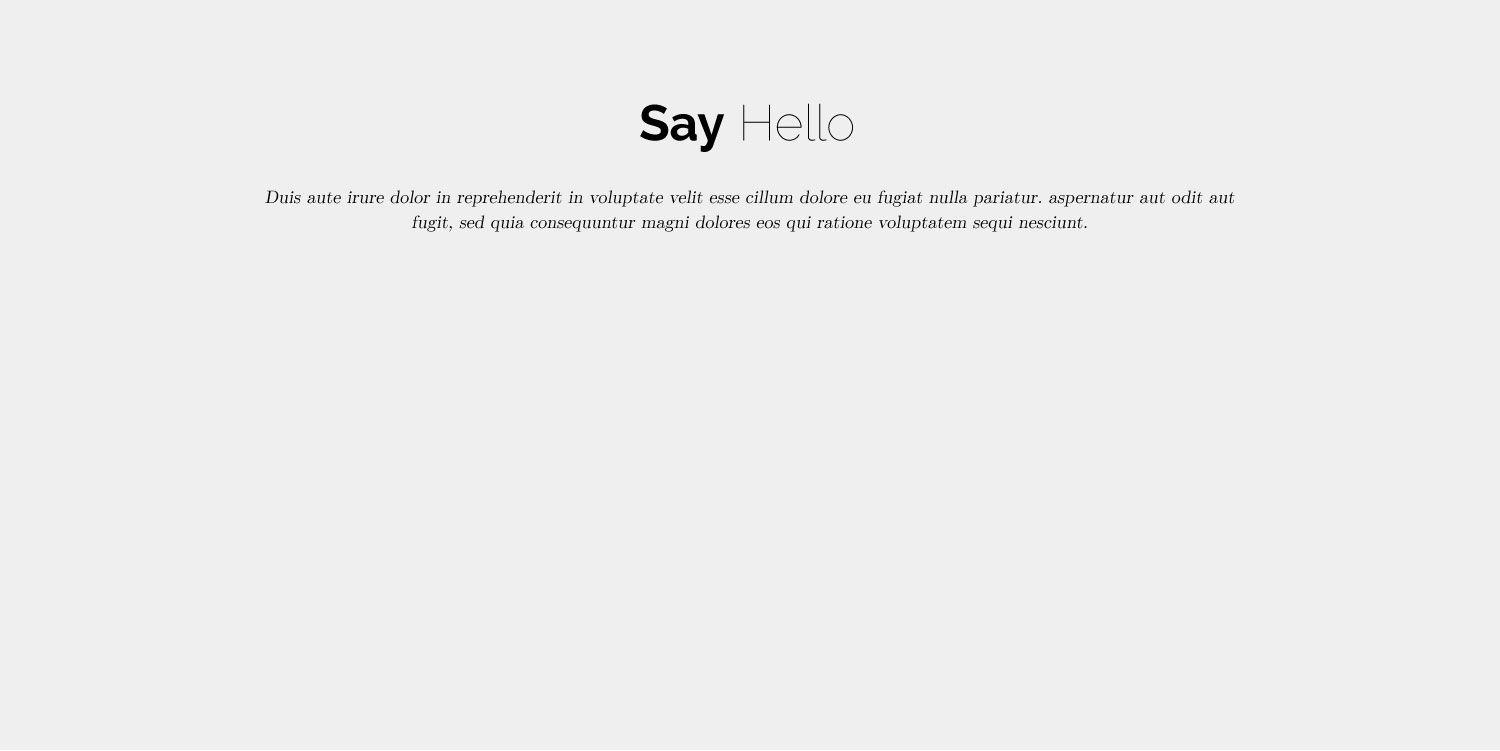 Say Hello
Duis aute irure dolor in reprehenderit in voluptate velit esse cillum dolore eu fugiat nulla pariatur. aspernatur aut odit aut
fugit, sed quia consequuntur magni dolores eos qui ratione voluptatem sequi nesciunt.